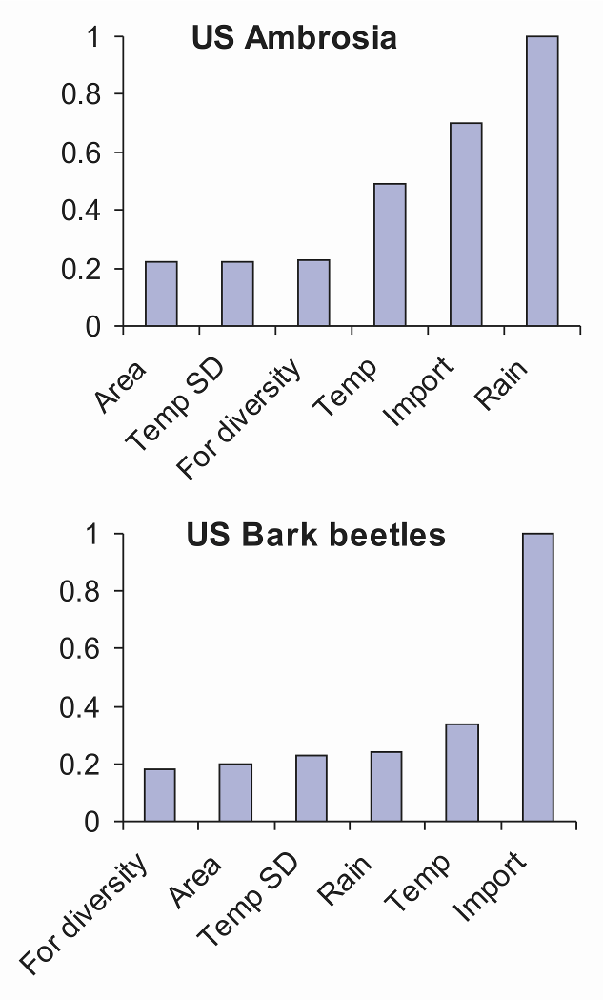 US Ambrosia
1
0.8
0.6
0.4
0.2
0
Area
Temp SD
For diversity
Temp
Import
Rain
US Bark beetles
1
0.8
0.6
0.4
0.2
0
For diversity
Area
Temp SD
Rain
Temp
Import